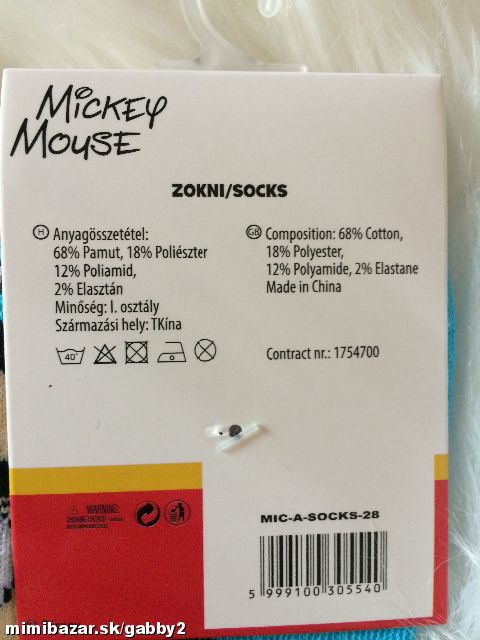 MICKEY
MOUSE
ZOKNI/SOCKS
H Anyagösszetétel:
68% Pamut, 18% Poliészter
12% Poliamid,
2% Elasztán
Minőség: I. osztály
Származási hely: TKína
40°
GB Composition: 68% Cotton,
18% Polyester,
12% Polyamide, 2% Elastane
Made in China
Contract nr.: 1754700
WARNING:
CHOKING HAZARD
MIC-A-SOCKS-28
5 999100 305540
mimibazar.sk/gabby2